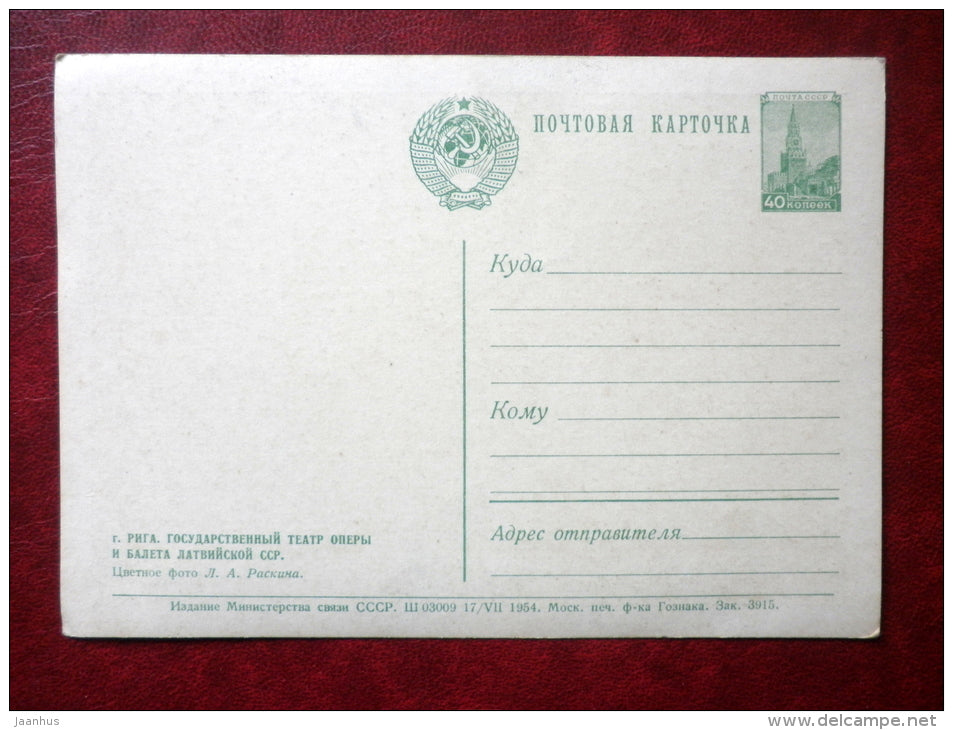 ПОЧТОВАЯ КАРТОЧКА
ПОЧТА СССР
40 копеек
Куда
Кому
Адрес отправителя
г. РИГА. ГОСУДАРСТВЕННЫЙ ТЕАТР ОПЕРЫ
И БАЛЕТА ЛАТВИЙСКОЙ ССР.
Цветное фото Л. А. Раскина.
Издание Министерства связи СССР. Ш 03009 17/VII 1954. Моск. печ. ф-ка Гознака. Зак. 3915.
Jaanhus
www.delcampe.net